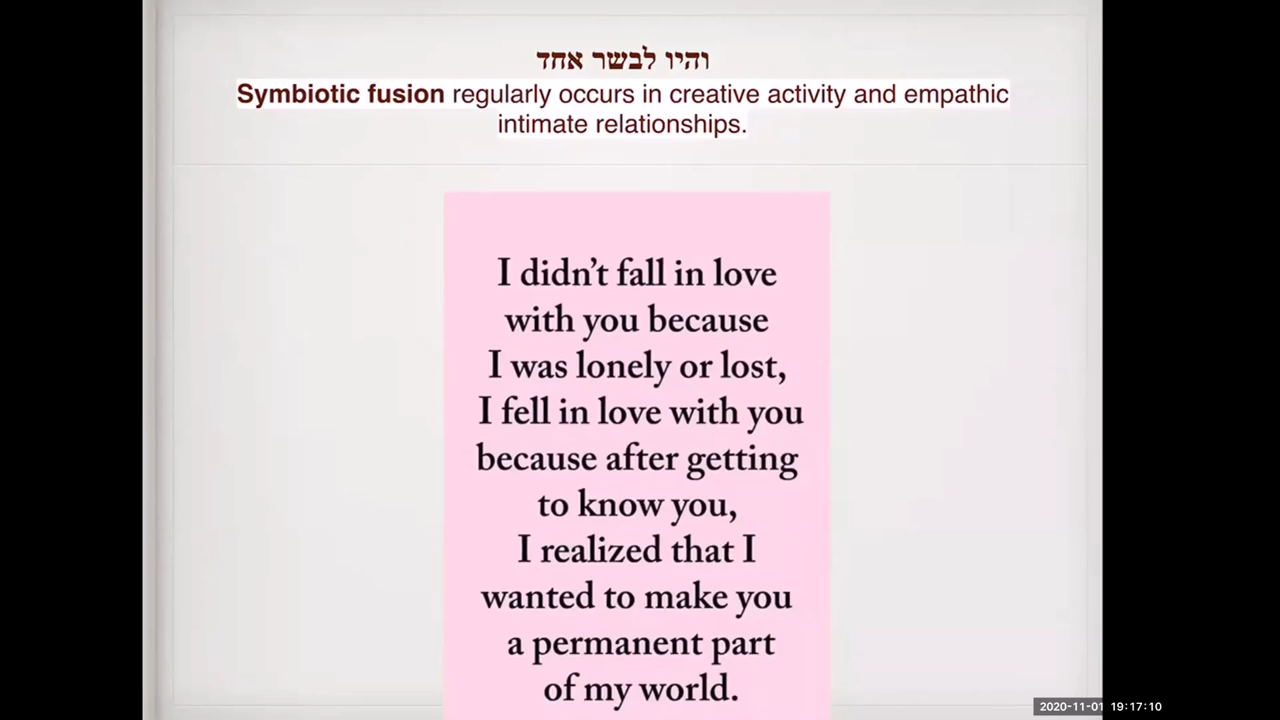 והיו לבשר אחד
Symbiotic fusion regularly occurs in creative activity and empathic
intimate relationships.
I didn’t fall in love
with you because
I was lonely or lost,
I fell in love with you
because after getting
to know you,
I realized that I
wanted to make you
a permanent part
of my world.
2020-11-01 19:17:10